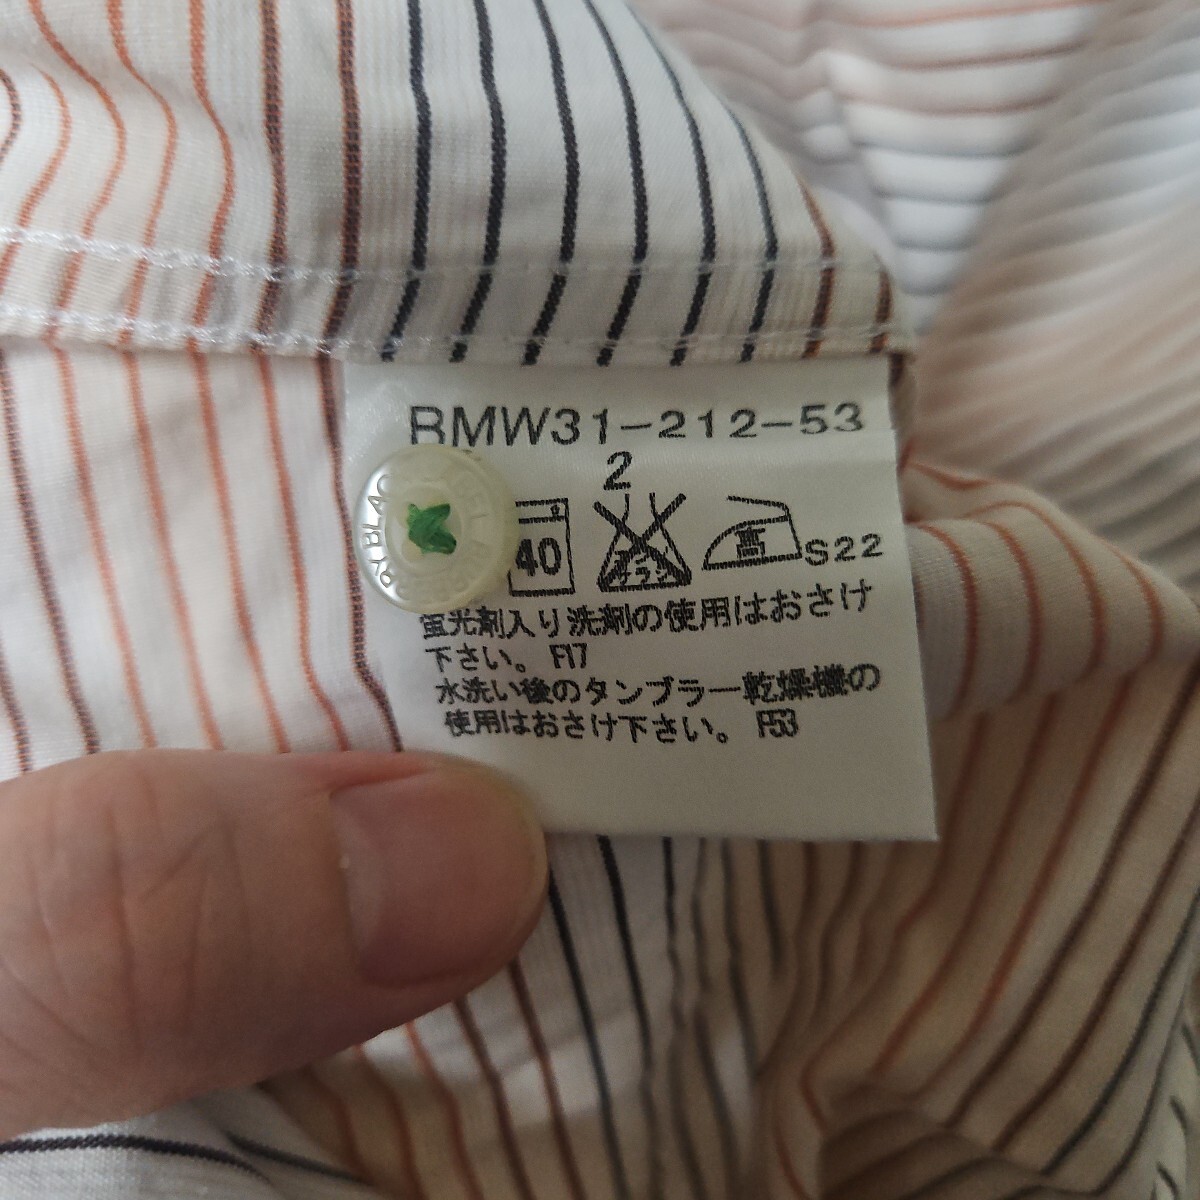 BMW31-212-53
2
40 高 S22
蛍光剤入り洗剤の使用はおさけ
下さい。 F17
水洗い後のタンブラー乾燥機の
使用はおさけ下さい。 F53